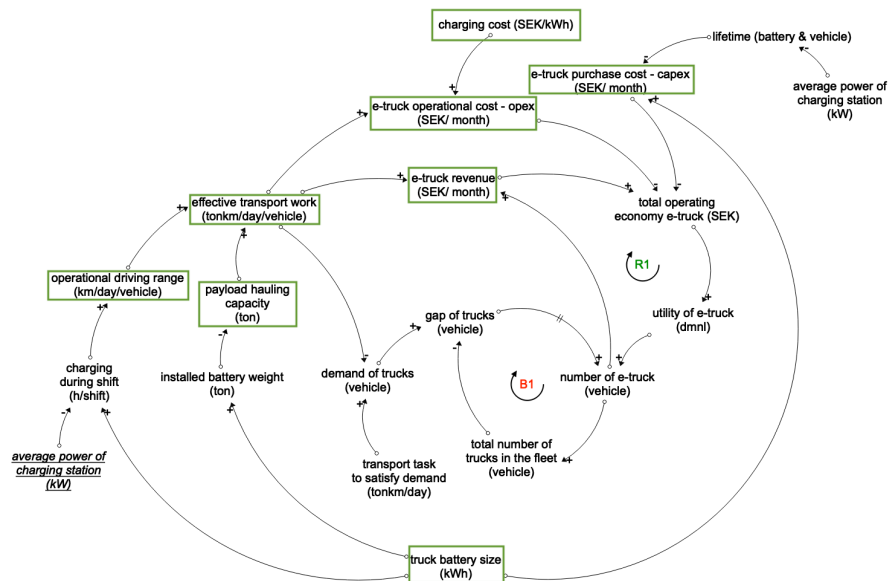 charging cost (SEK/kWh)
lifetime (battery & vehicle)
e-truck purchase cost - capex
(SEK/ month)
average power of
charging station
(kW)
e-truck operational cost - opex
(SEK/ month)
e-truck revenue
(SEK/ month)
effective transport work
(tonkm/day/vehicle)
total operating
economy e-truck (SEK)
R1
operational driving range
(km/day/vehicle)
payload hauling
capacity
(ton)
gap of trucks
(vehicle)
utility of e-truck
(dmnl)
charging
during shift
(h/shift)
installed battery weight
(ton)
demand of trucks
(vehicle)
B1
number of e-truck
(vehicle)
average power of
charging station
(kW)
transport task
to satisfy demand
(tonkm/day)
total number of
trucks in the fleet
(vehicle)
truck battery size
(kWh)